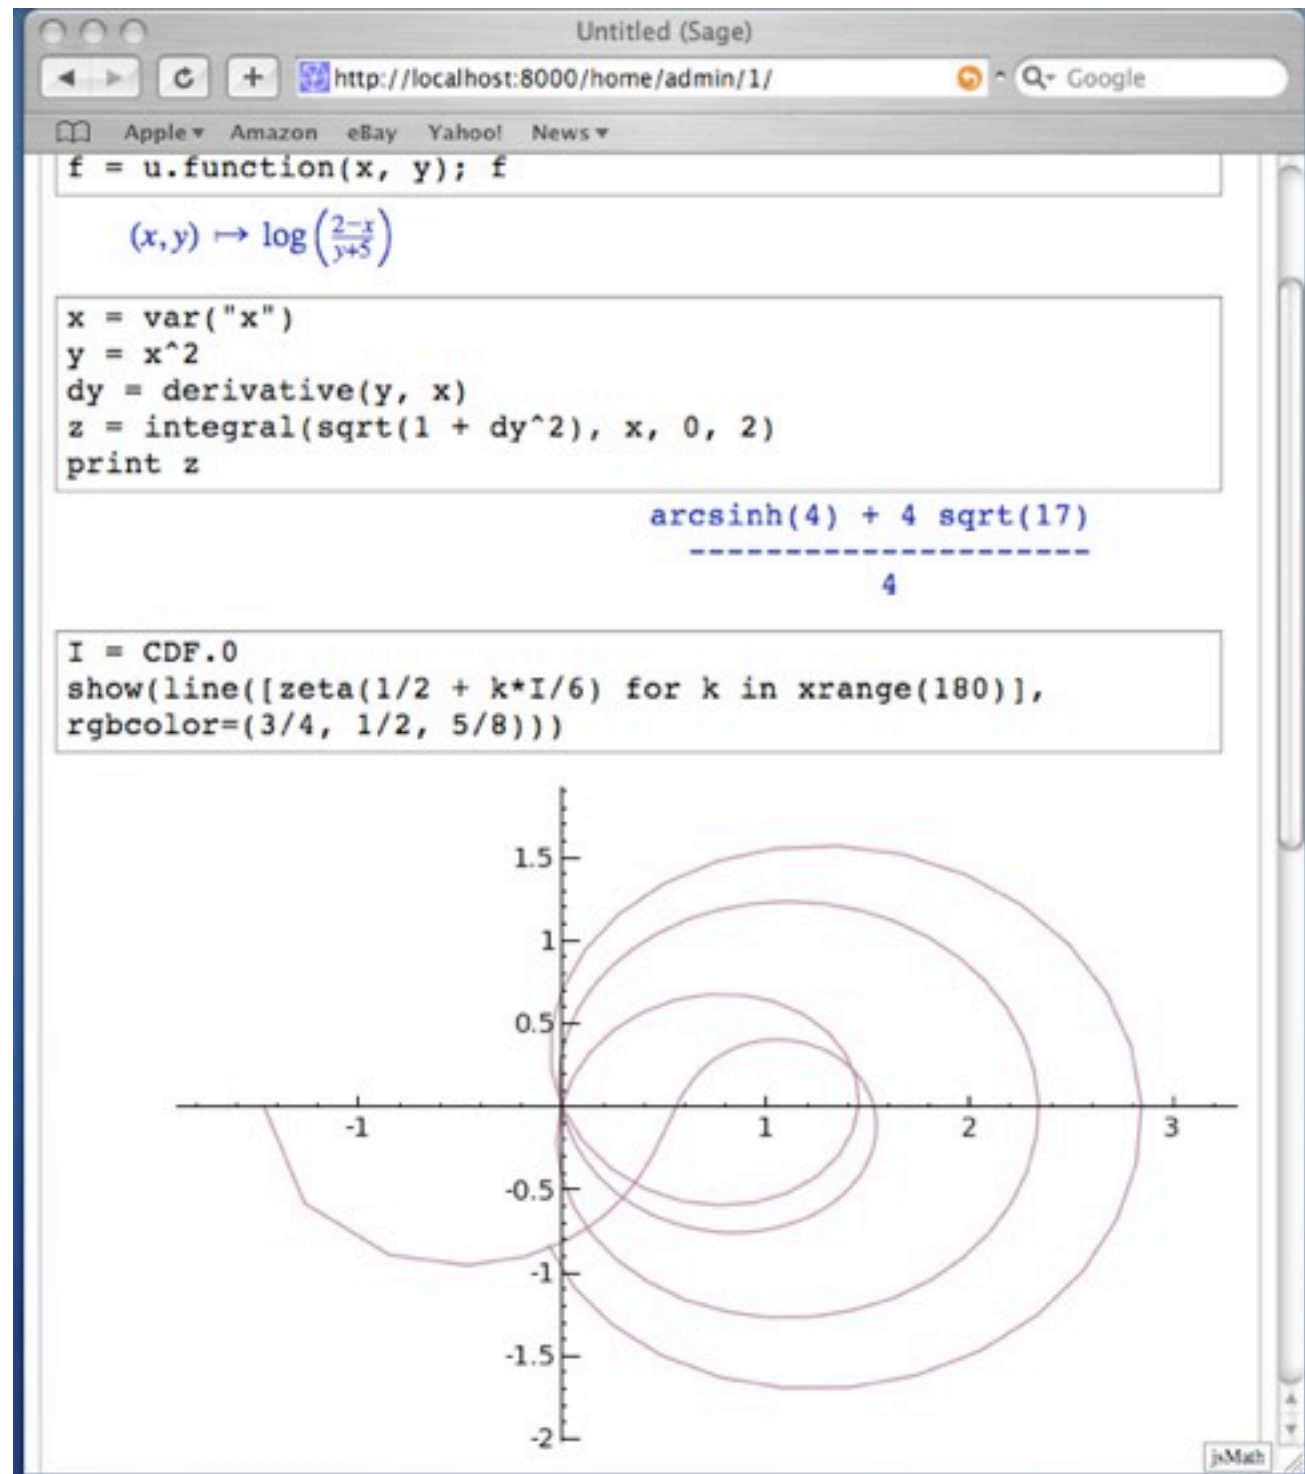 Untitled (Sage)
http://localhost:8000/home/admin/1/
Google
Apple Amazon eBay Yahoo! News
f = u.function(x, y); f
(x, y) ↦ log(2−x / y+5)
x = var("x")
y = x^2
dy = derivative(y, x)
z = integral(sqrt(1 + dy^2), x, 0, 2)
print z
arcsinh(4) + 4 sqrt(17)
---------------------
4
I = CDF.0
show(line([zeta(1/2 + k*I/6) for k in xrange(180)],
rgbcolor=(3/4, 1/2, 5/8)))
1.5
1
0.5
-1 1 2 3
-0.5
-1
-1.5
-2
jsMath